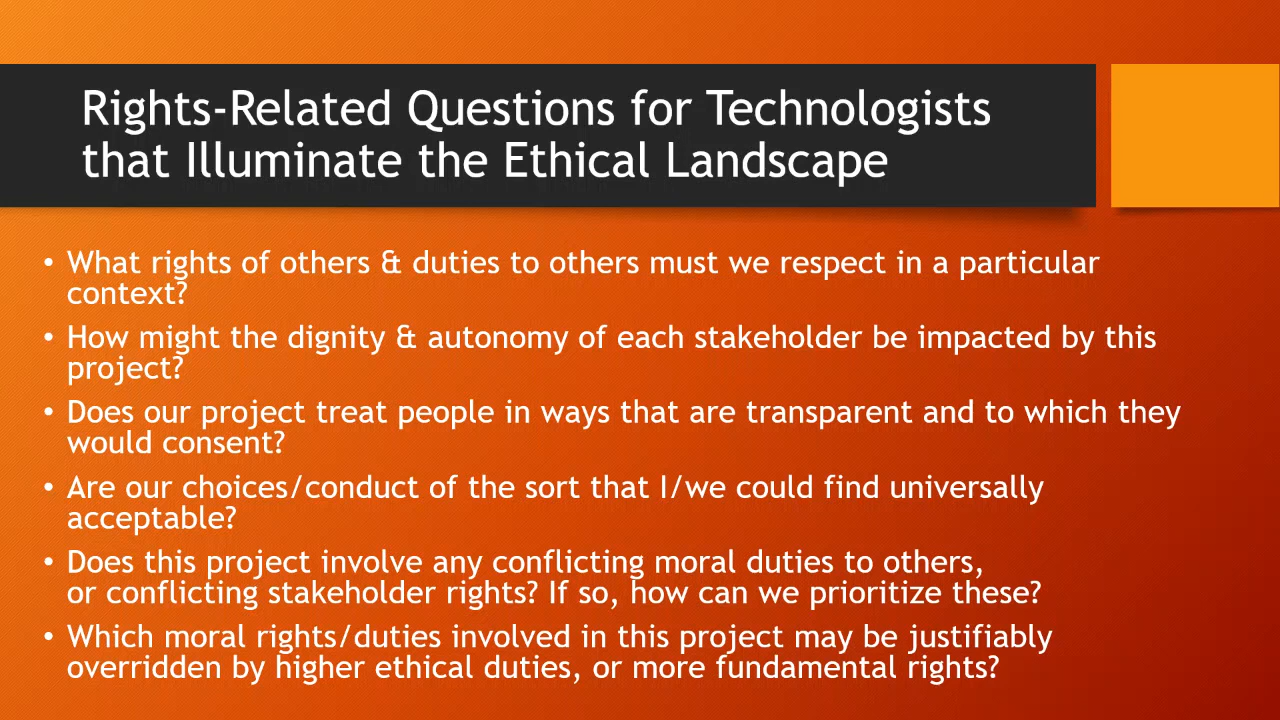 Rights-Related Questions for Technologists
that Illuminate the Ethical Landscape
• What rights of others & duties to others must we respect in a particular
context?
• How might the dignity & autonomy of each stakeholder be impacted by this
project?
• Does our project treat people in ways that are transparent and to which they
would consent?
• Are our choices/conduct of the sort that I/we could find universally
acceptable?
• Does this project involve any conflicting moral duties to others,
or conflicting stakeholder rights? If so, how can we prioritize these?
• Which moral rights/duties involved in this project may be justifiably
overridden by higher ethical duties, or more fundamental rights?